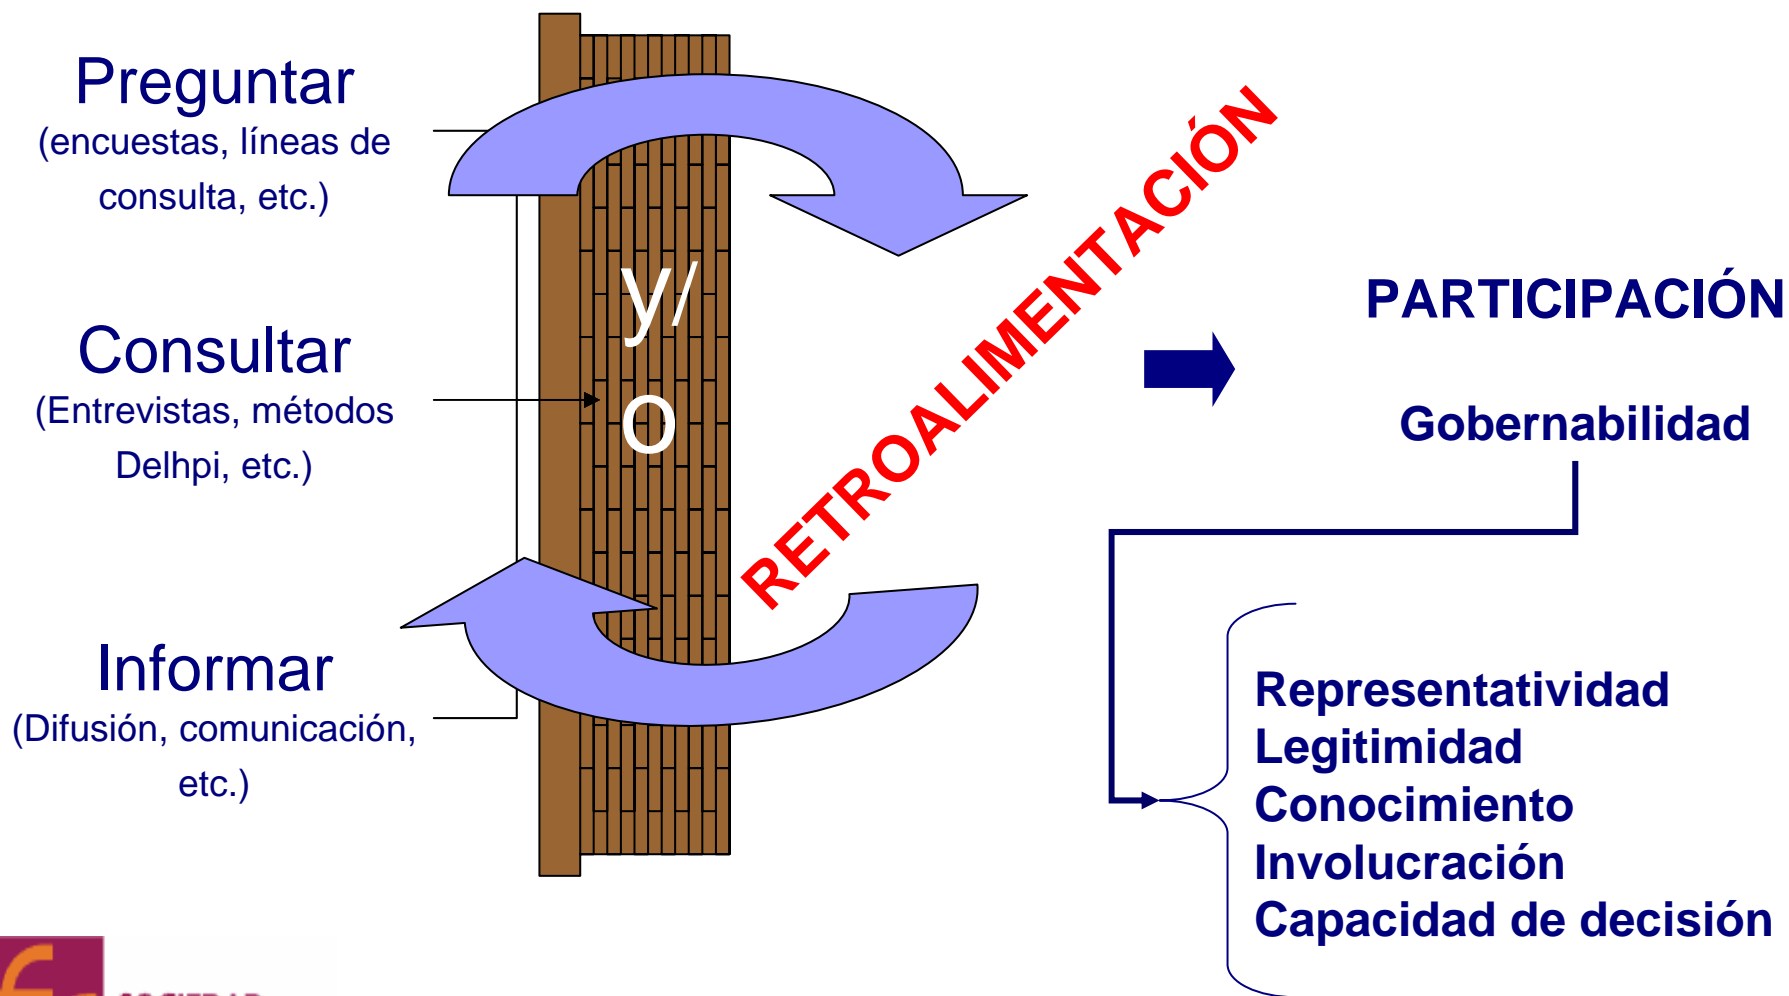 Preguntar
(encuestas, líneas de
consulta, etc.)
Consultar
(Entrevistas, métodos
Delhpi, etc.)
Informar
(Difusión, comunicación,
etc.)
y/
o
RETROALIMENTACIÓN
PARTICIPACIÓN
Gobernabilidad
Representatividad
Legitimidad
Conocimiento
Involucración
Capacidad de decisión